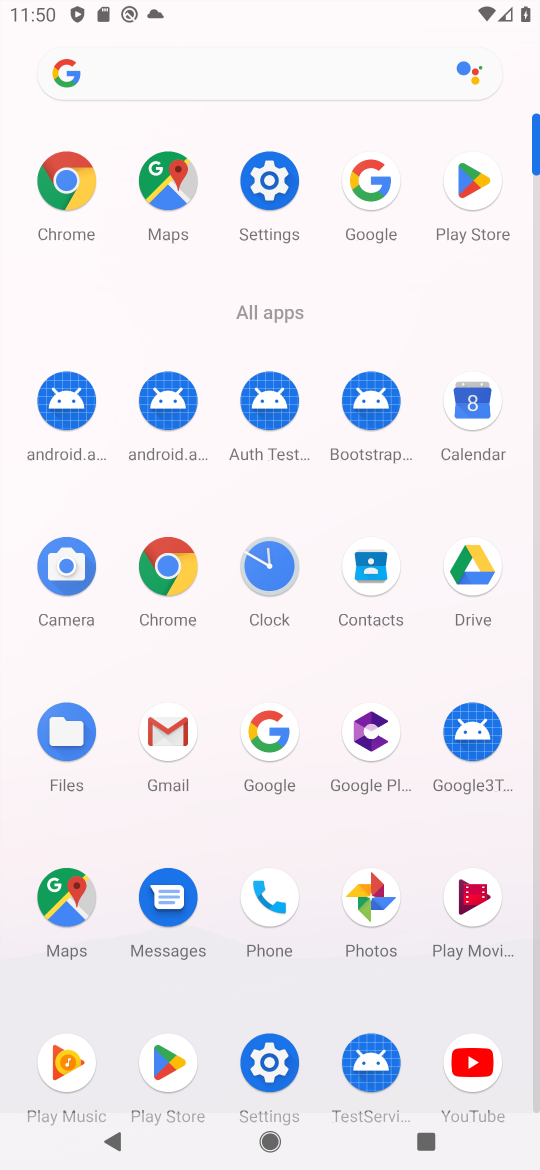 11:50
Chrome Maps Settings Google Play Store
All apps
android.a... android.a... Auth Test... Bootstrap... Calendar
8
Camera Chrome Clock Contacts Drive
Files Gmail Google Google Pl... Google3T...
Maps Messages Phone Photos Play Movi...
Play Music Play Store Settings TestServi... YouTube